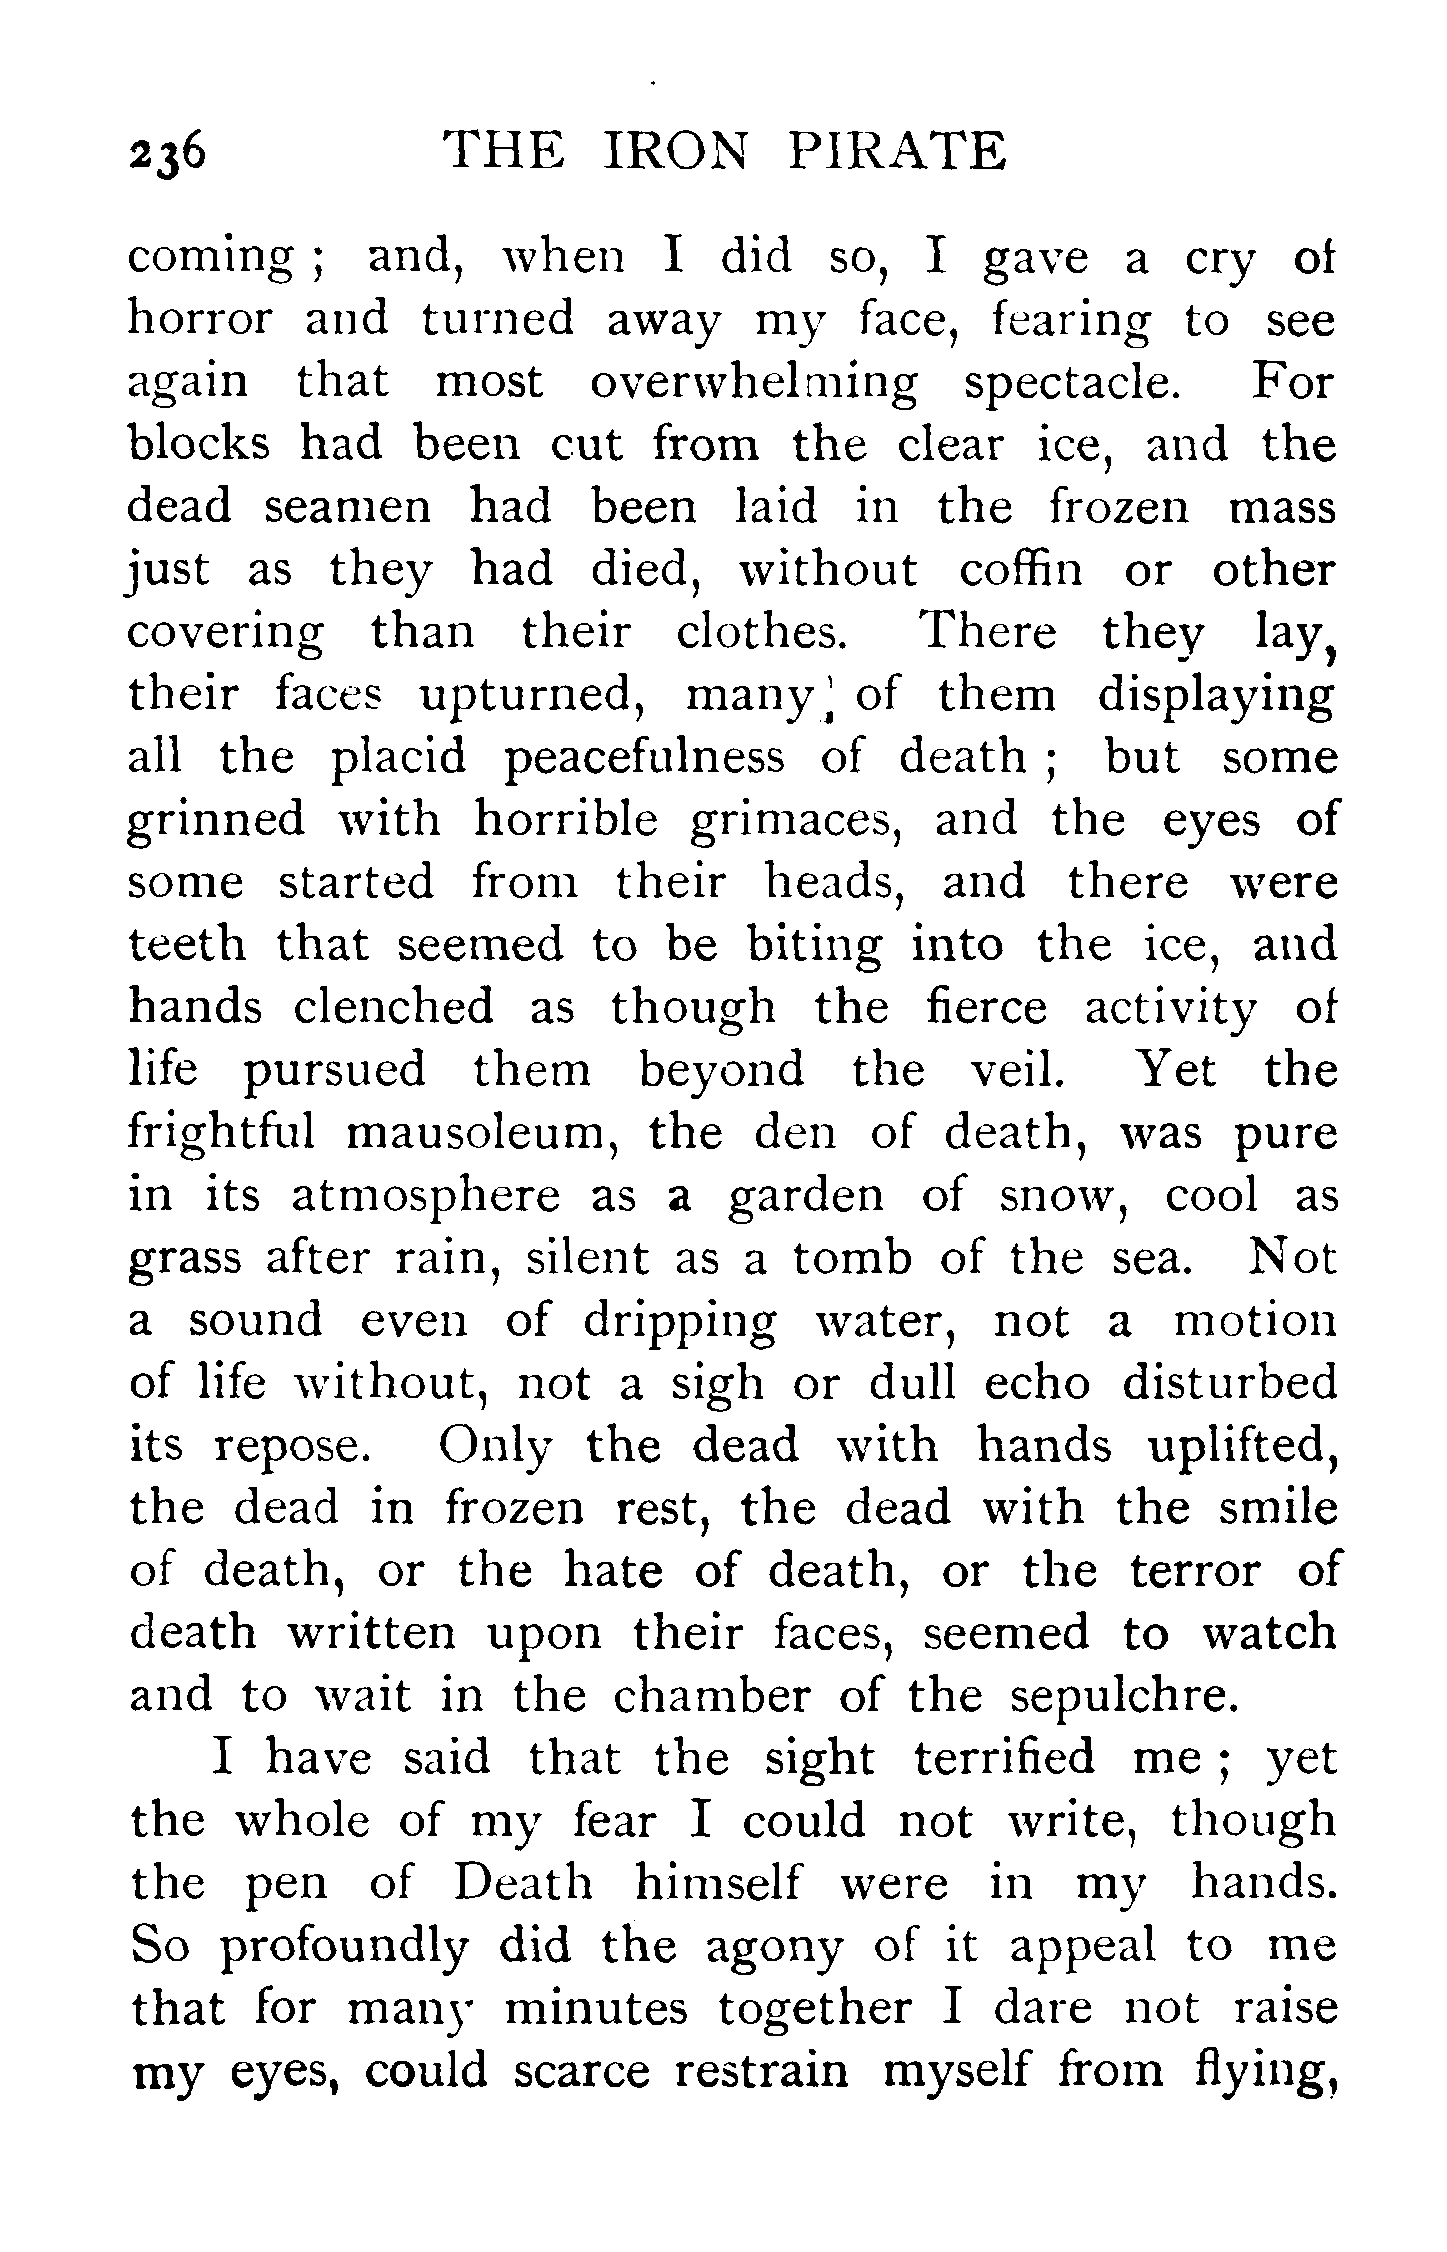 236 THE IRON PIRATE
coming ; and, when I did so, I gave a cry of
horror and turned away my face, fearing to see
again that most overwhelming spectacle. For
blocks had been cut from the clear ice, and the
dead seamen had been laid in the frozen mass
just as they had died, without coffin or other
covering than their clothes. There they lay,
their faces upturned, many of them displaying
all the placid peacefulness of death ; but some
grinned with horrible grimaces, and the eyes of
some started from their heads, and there were
teeth that seemed to be biting into the ice, and
hands clenched as though the fierce activity of
life pursued them beyond the veil. Yet the
frightful mausoleum, the den of death, was pure
in its atmosphere as a garden of snow, cool as
grass after rain, silent as a tomb of the sea. Not
a sound even of dripping water, not a motion
of life without, not a sigh or dull echo disturbed
its repose. Only the dead with hands uplifted,
the dead in frozen rest, the dead with the smile
of death, or the hate of death, or the terror of
death written upon their faces, seemed to watch
and to wait in the chamber of the sepulchre.
I have said that the sight terrified me ; yet
the whole of my fear I could not write, though
the pen of Death himself were in my hands.
So profoundly did the agony of it appeal to me
that for many minutes together I dare not raise
my eyes, could scarce restrain myself from flying,